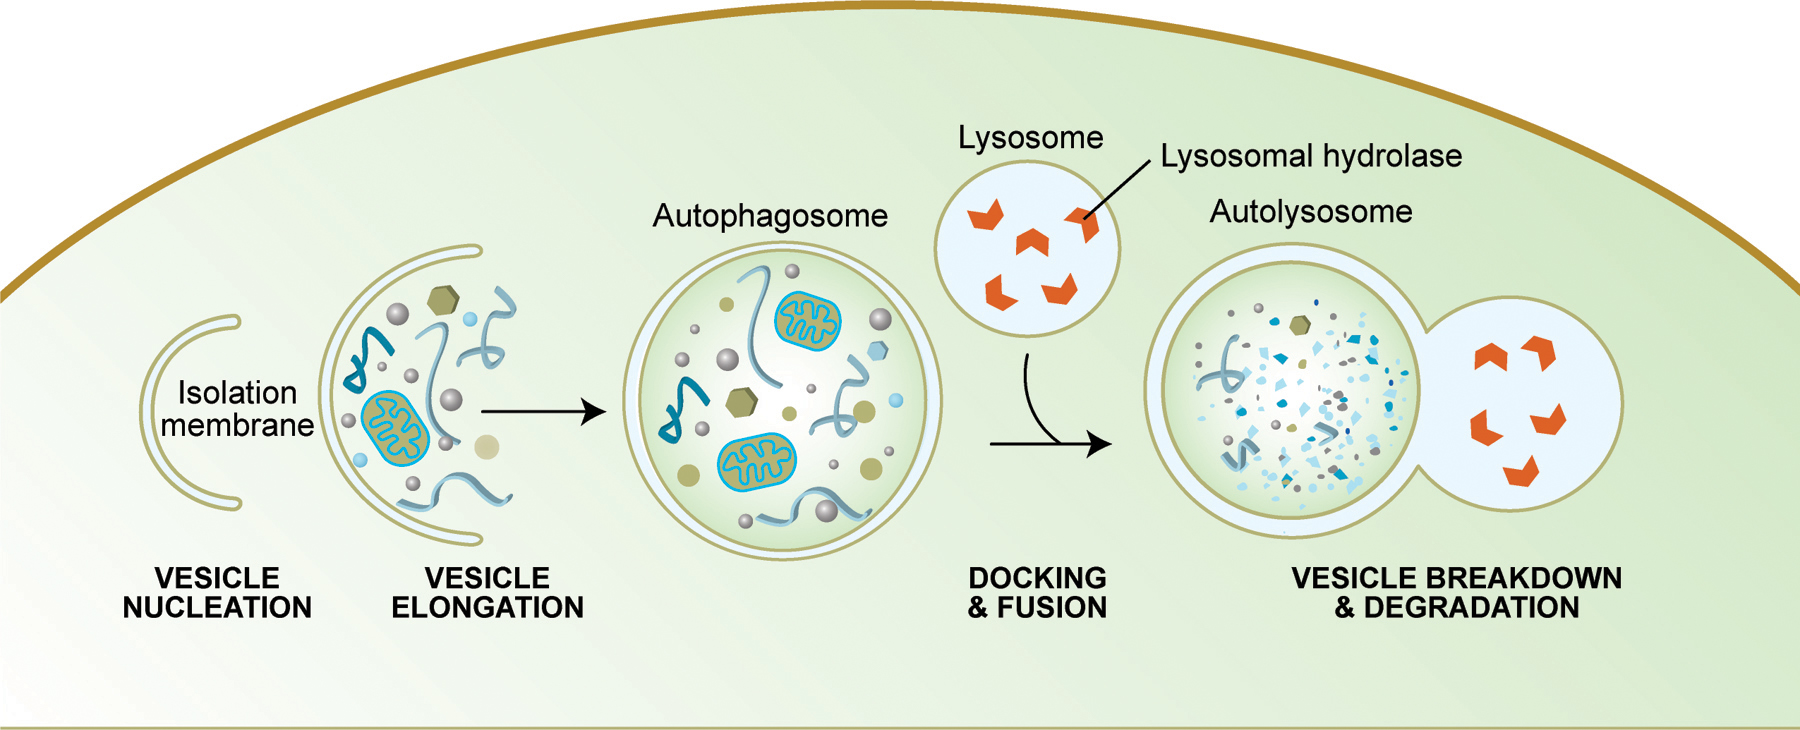 Lysosome
Lysosomal hydrolase
Autophagosome
Autolysosome
Isolation
membrane
VESICLE
NUCLEATION
VESICLE
ELONGATION
DOCKING
& FUSION
VESICLE BREAKDOWN
& DEGRADATION